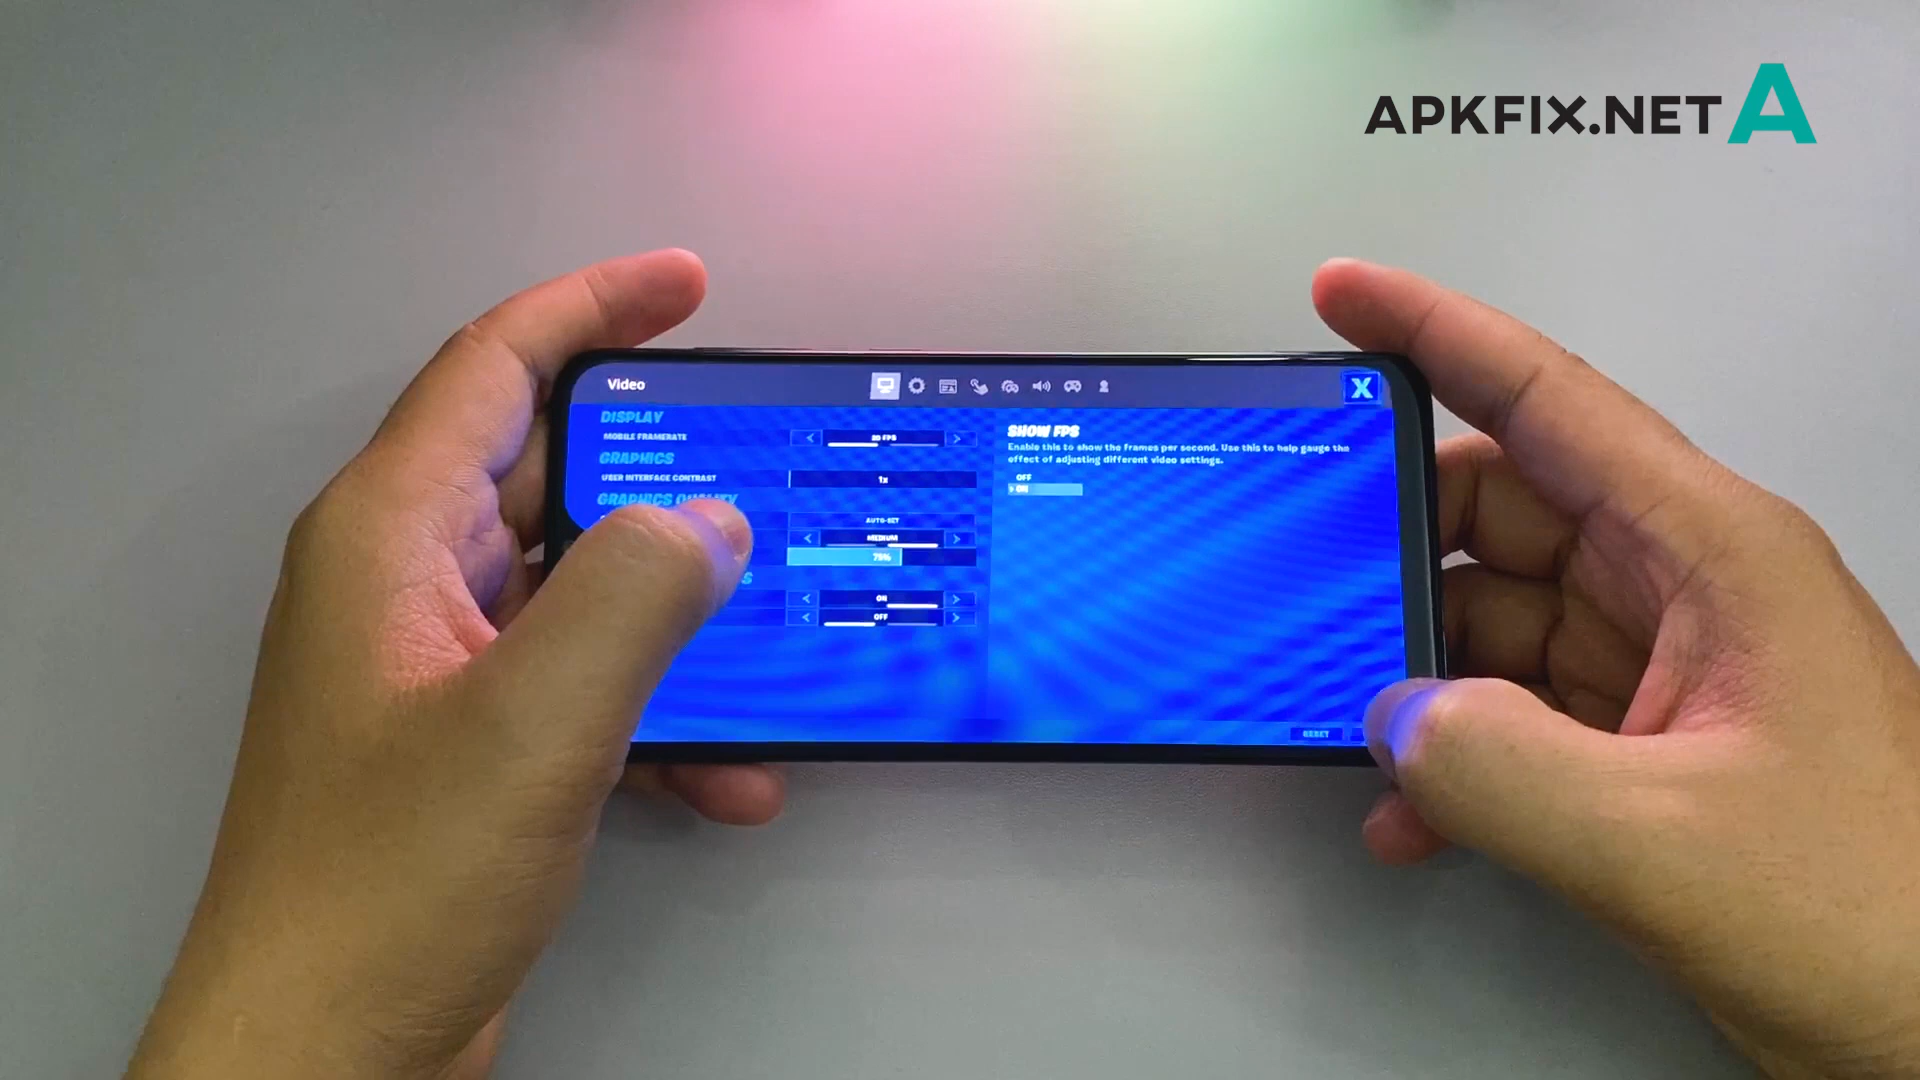 APKFIX.NET A
Video
X
DISPLAY
MOBILE FRAMERATE
GRAPHICS
USER INTERFACE CONTRAST
1x
GRAPHICS QUALITY
AUTO-SET
MEDIUM
75%
S
ON
OFF
SHOW FPS
Enable this to show the frames per second. Use this to help gauge the
effect of adjusting different video settings.
OFF
ON
RESET